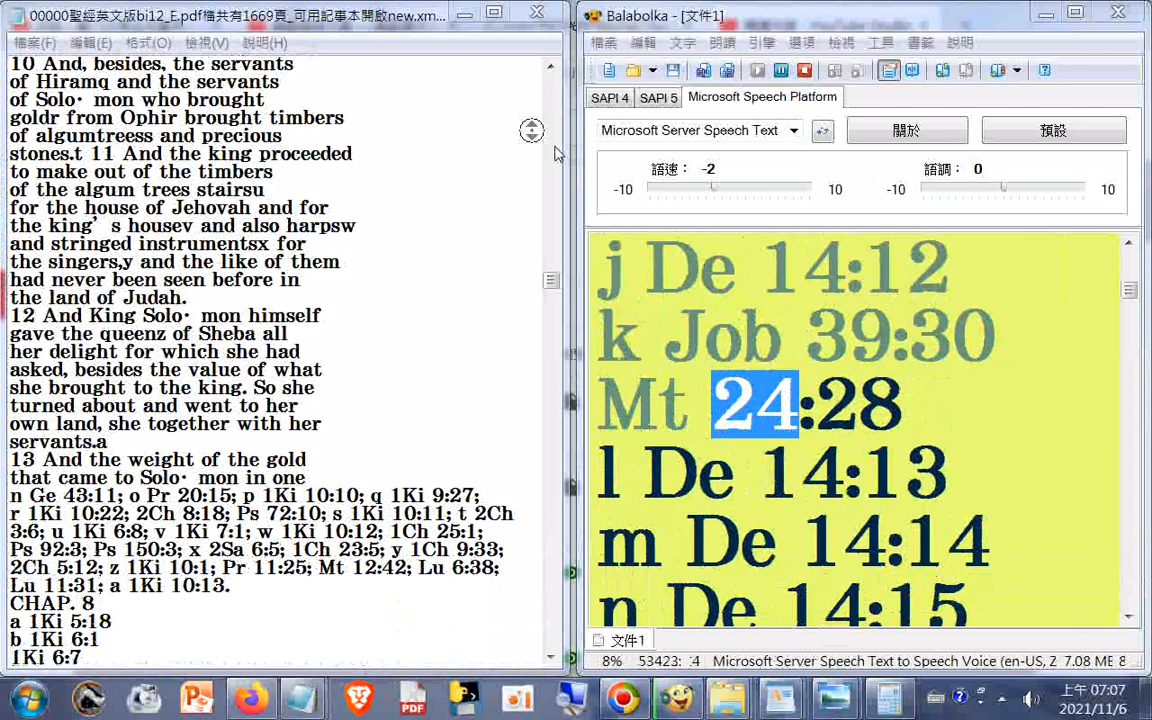 00000聖經英文版bi12_E.pdf檔共有1669頁_可用記事本開啟new.xm...
檔案(F) 編輯(E) 格式(O) 檢視(V) 說明(H)
10 And, besides, the servants
of Hiramq and the servants
of Solo· mon who brought
goldr from Ophir brought timbers
of algumtreess and precious
stones.t 11 And the king proceeded
to make out of the timbers
of the algum trees stairsu
for the house of Jehovah and for
the king's housev and also harpsw
and stringed instrumentsx for
the singers,y and the like of them
had never been seen before in
the land of Judah.
12 And King Solo· mon himself
gave the queenz of Sheba all
her delight for which she had
asked, besides the value of what
she brought to the king. So she
turned about and went to her
own land, she together with her
servants.a
13 And the weight of the gold
that came to Solo· mon in one
n Ge 43:11; o Pr 20:15; p 1Ki 10:10; q 1Ki 9:27;
r 1Ki 10:22; 2Ch 8:18; Ps 72:10; s 1Ki 10:11; t 2Ch
3:6; u 1Ki 6:8; v 1Ki 7:1; w 1Ki 10:12; 1Ch 25:1;
Ps 92:3; Ps 150:3; x 2Sa 6:5; 1Ch 23:5; y 1Ch 9:33;
2Ch 5:12; z 1Ki 10:1; Pr 11:25; Mt 12:42; Lu 6:38;
Lu 11:31; a 1Ki 10:13.
CHAP. 8
a 1Ki 5:18
b 1Ki 6:1
1Ki 6:7
Balabolka - [文件1]
檔案 編輯 文字 朗讀 引擎 選項 檢視 工具 書籤 說明
SAPI 4 SAPI 5 Microsoft Speech Platform
Microsoft Server Speech Text 關於 預設
語速： -2 語調： 0
-10 10 -10 10
j De 14:12
k Job 39:30
Mt 24:28
l De 14:13
m De 14:14
n De 14:15
文件1
8% 53423: Microsoft Server Speech Text to Speech Voice (en-US, 7.08 MB 8
PDF
上午 07:07
2021/11/6